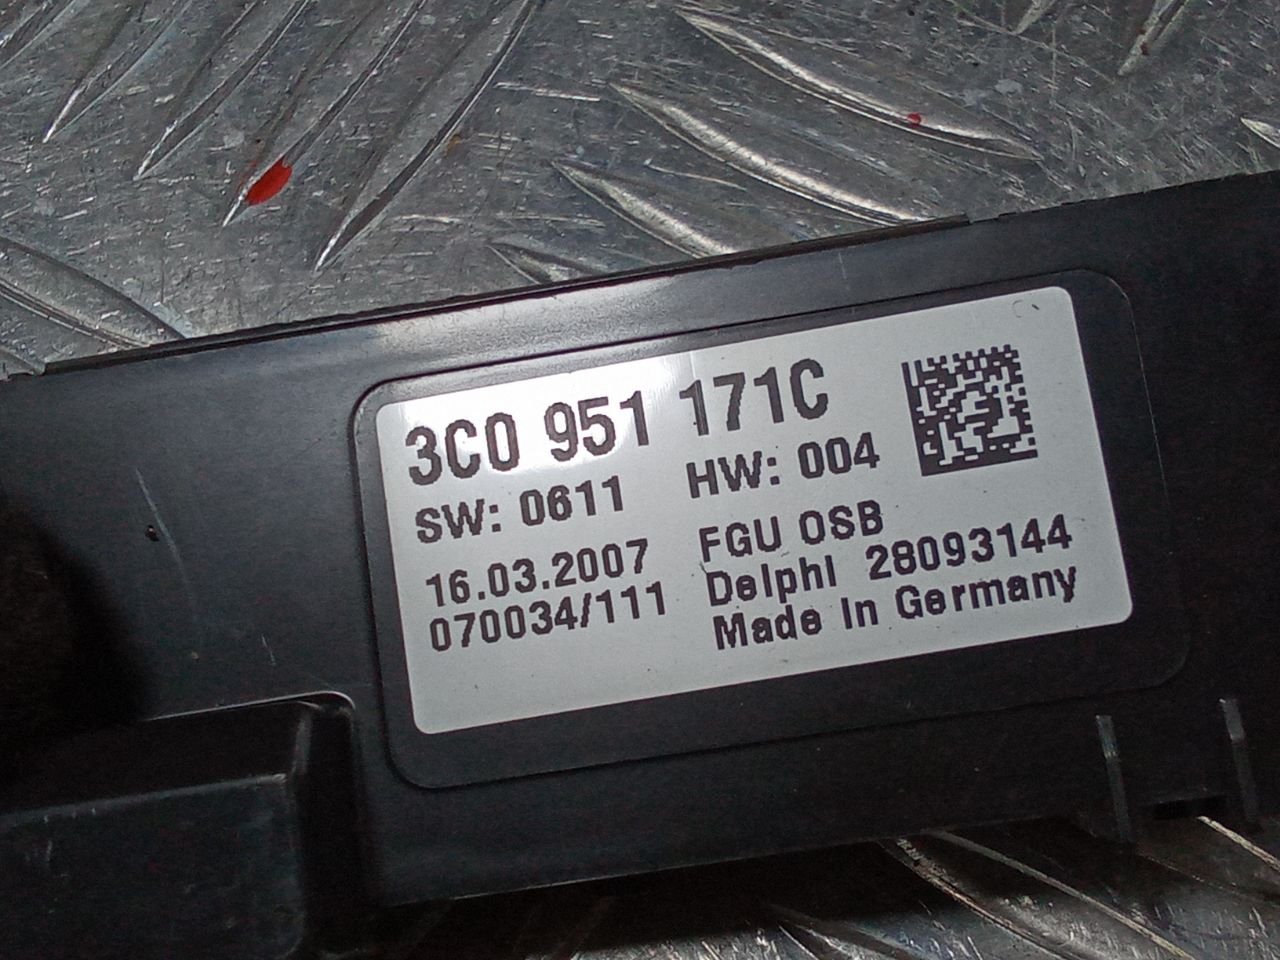 3C0 951 171C
SW: 0611 HW: 004
16.03.2007 FGU OSB
070034/111 Delphi 28093144
Made in Germany